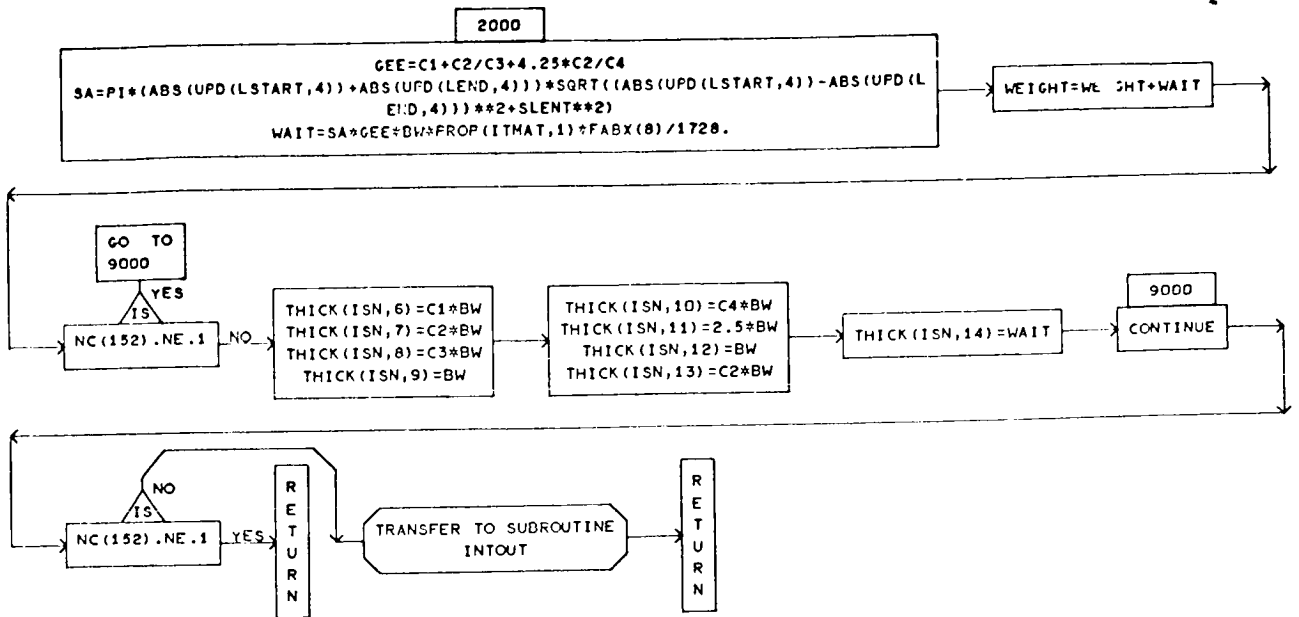 2000
GEE=C1+C2/C3+4.25*C2/C4
SA=PI*(ABS(UPD(LSTART,4))+ABS(UPD(LEND,4)))*SQRT((ABS(UPD(LSTART,4))-ABS(UPD(L
END,4)))**2+SLENT**2)
WAIT=SA*GEE*BW*PROP(ITMAT,1)*FABX(8)/1728.
WEIGHT=WE GHT+WAIT
GO TO
9000
YES
IS
NC(152).NE.1
NO
THICK(ISN,6)=C1*BW
THICK(ISN,7)=C2*BW
THICK(ISN,8)=C3*BW
THICK(ISN,9)=BW
THICK(ISN,10)=C4*BW
THICK(ISN,11)=2.5*BW
THICK(ISN,12)=BW
THICK(ISN,13)=C2*BW
THICK(ISN,14)=WAIT
9000
CONTINUE
NO
IS
NC(152).NE.1
YES
R
E
T
U
R
N
TRANSFER TO SUBROUTINE
INTOUT
R
E
T
U
R
N